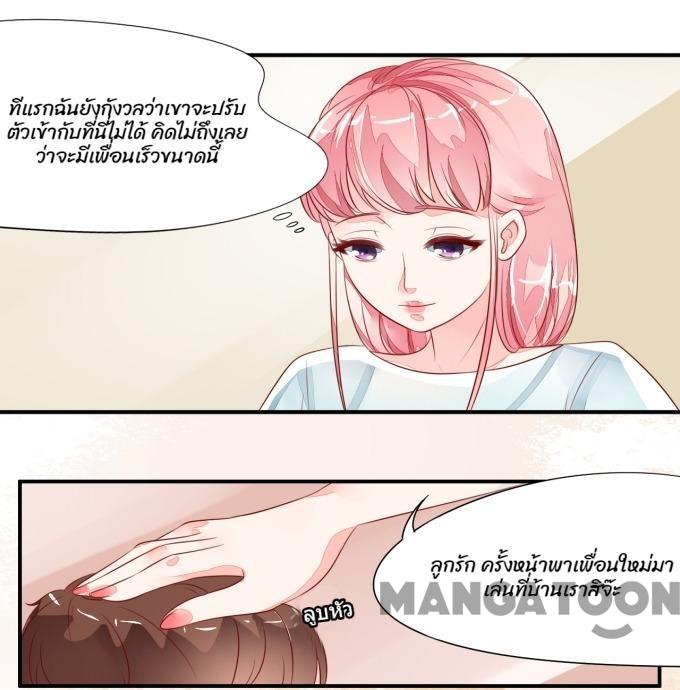 ทีแรกฉันยังกังวลว่าเขาจะปรับ
ตัวเข้ากับที่นี่ไม่ได้ คิดไม่ถึงเลย
ว่าจะมีเพื่อนเร็วขนาดนี้
ลูกรัก ครั้งหน้าพาเพื่อนใหม่มา
เล่นที่บ้านเราสิจ๊ะ
MANGATOON
ลูบหัว